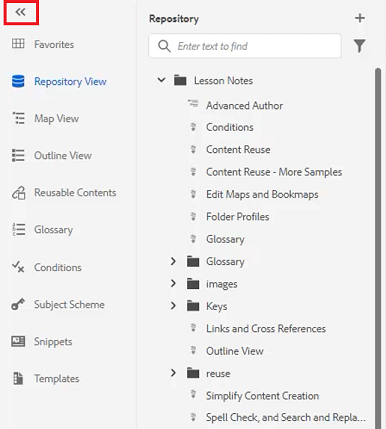 Favorites
Repository View
Map View
Outline View
Reusable Contents
Glossary
Conditions
Subject Scheme
Snippets
Templates
Repository
Enter text to find
Lesson Notes
Advanced Author
Conditions
Content Reuse
Content Reuse - More Samples
Edit Maps and Bookmaps
Folder Profiles
Glossary
Glossary
images
Keys
Links and Cross References
Outline View
reuse
Simplify Content Creation
Spell Check, and Search and Repla...